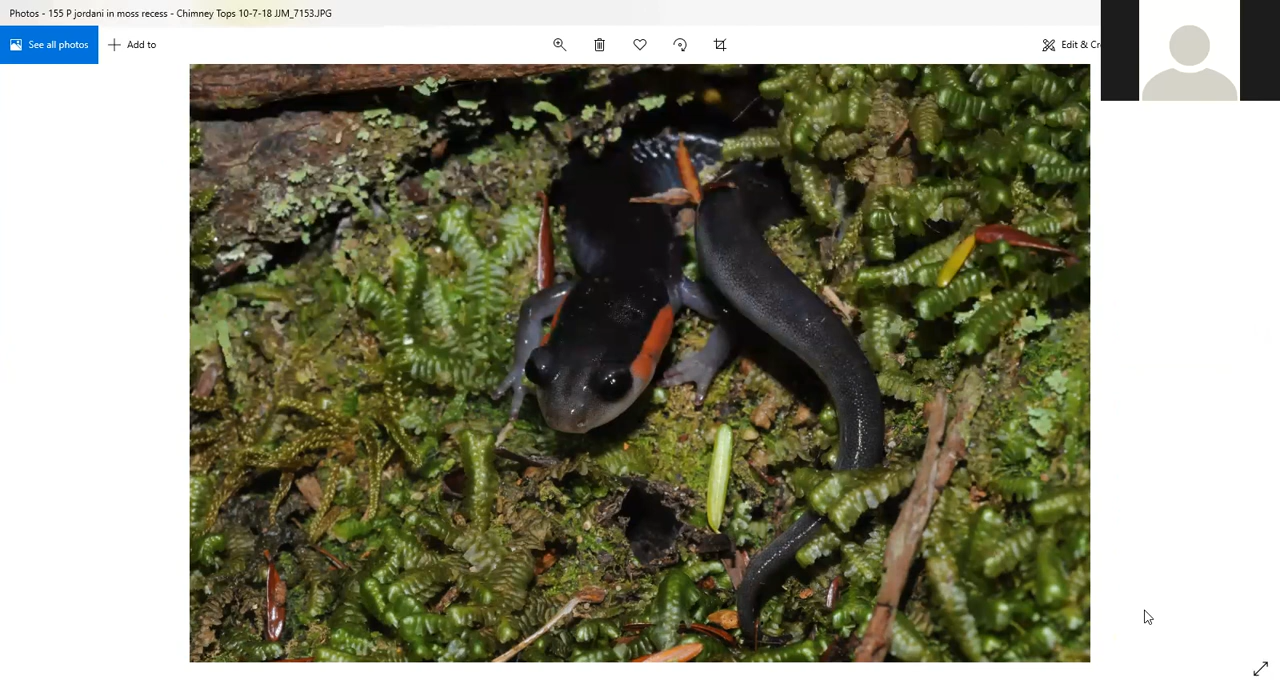 Photos - 155 P jordani in moss recess - Chimney Tops 10-7-18 JJM_7153.JPG
See all photos
Add to
Edit &